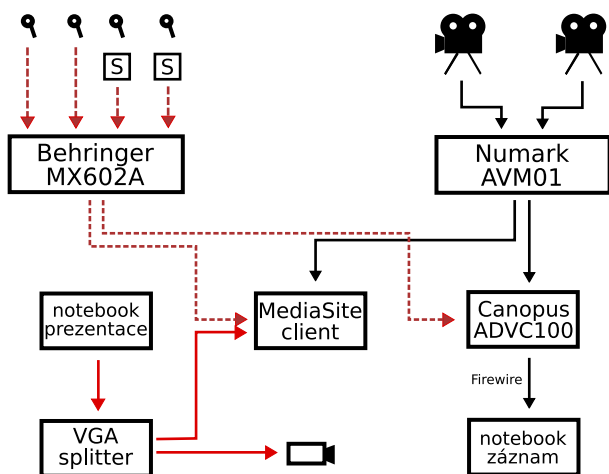 S
S
Behringer
MX602A
Numark
AVM01
notebook
prezentace
MediaSite
client
Canopus
ADVC100
Firewire
VGA
splitter
notebook
záznam